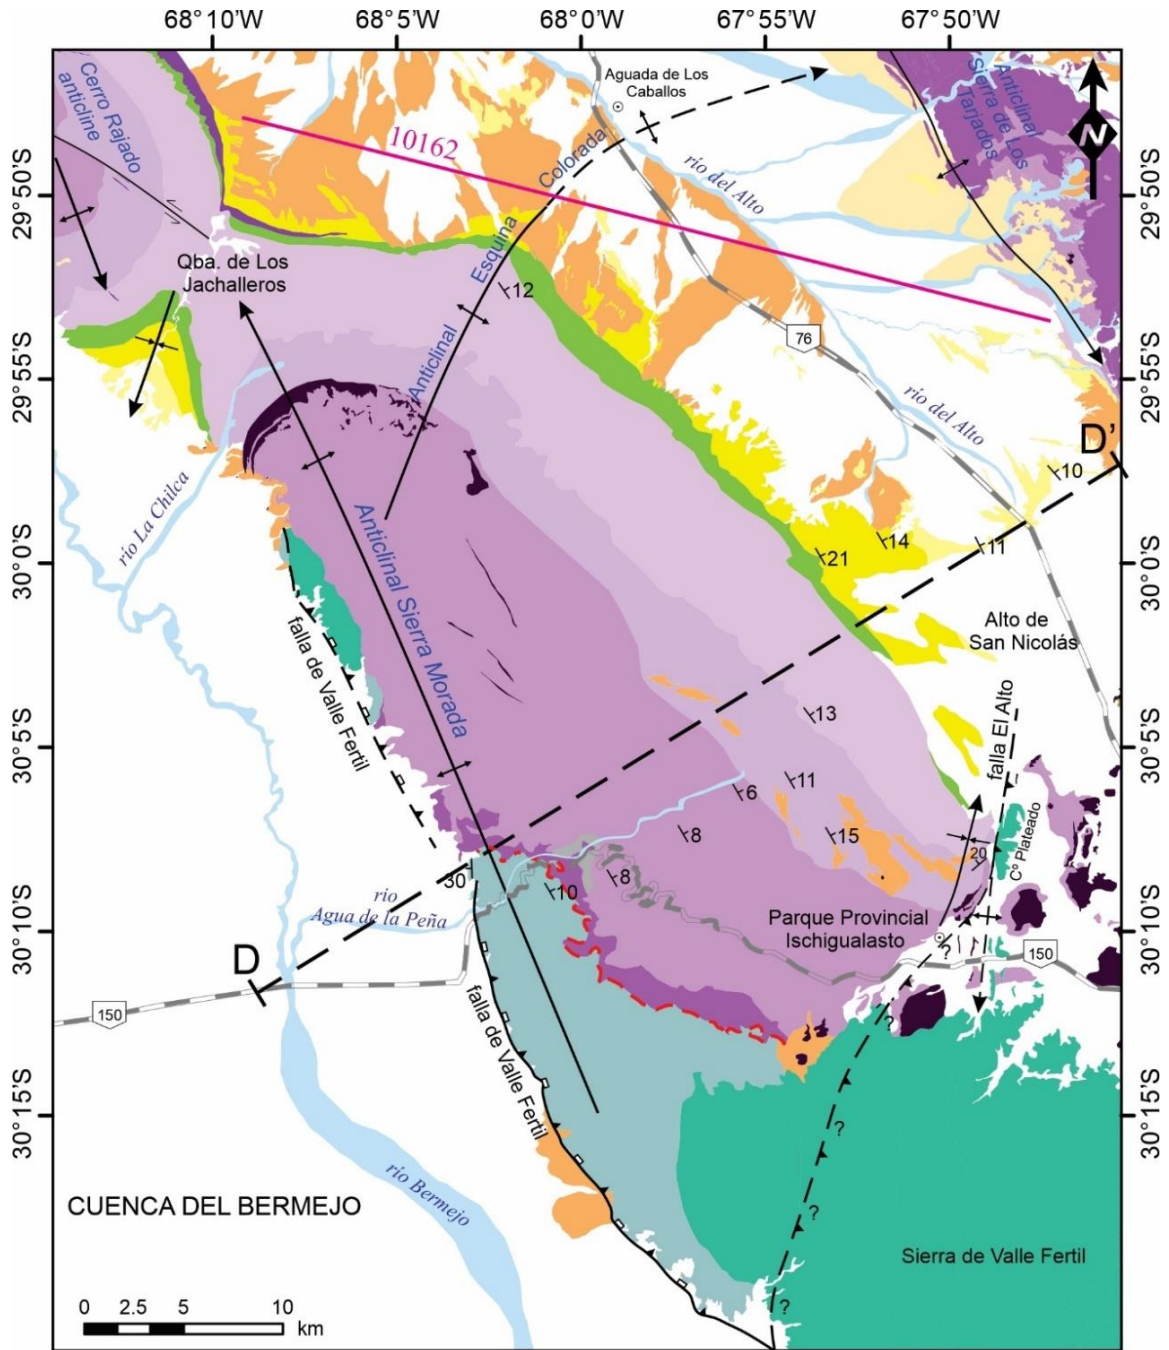 68°10'W
68°5'W
68°0'W
67°55'W
67°50'W
29°50'S
29°55'S
30°0'S
30°5'S
30°10'S
30°15'S
29°50'S
29°55'S
30°0'S
30°5'S
30°10'S
30°15'S
N
Cerro Rajado
anticline
10162
Aguada de Los
Caballos
Anticlinal
Sierra de Los
Tarjados
río del Alto
Qba. de Los
Jachalleros
Anticlinal
Esquina
Colorada
12
76
río del Alto
D'
10
río La Chilca
Anticlinal Sierra Morada
21
14
11
Alto de
San Nicolás
falla de Valle Fertil
13
falla El Alto
11
6
8
15
20
Cº Plateado
30
8
10
río
Agua de la Peña
Parque Provincial
Ischigualasto
?
D
150
150
falla de Valle Fertil
?
?
?
?
río Bermejo
CUENCA DEL BERMEJO
Sierra de Valle Fertil
0 2.5 5 10
km